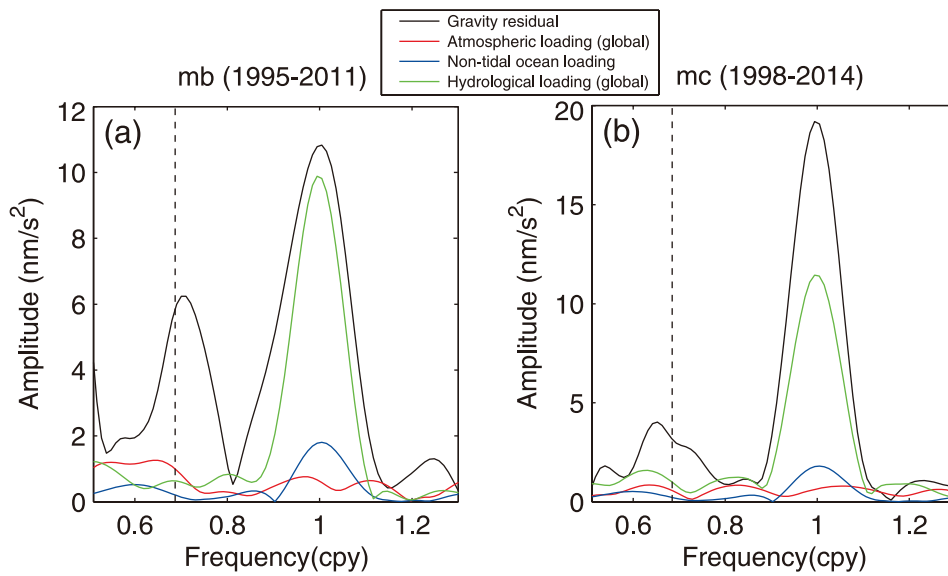 Gravity residual
Atmospheric loading (global)
Non-tidal ocean loading
Hydrological loading (global)
mb (1995-2011)
mc (1998-2014)
(a)
12
10
8
6
4
2
0
Amplitude (nm/s²)
0.6 0.8 1 1.2
Frequency(cpy)
(b)
20
15
10
5
0
Amplitude (nm/s²)
0.6 0.8 1 1.2
Frequency(cpy)